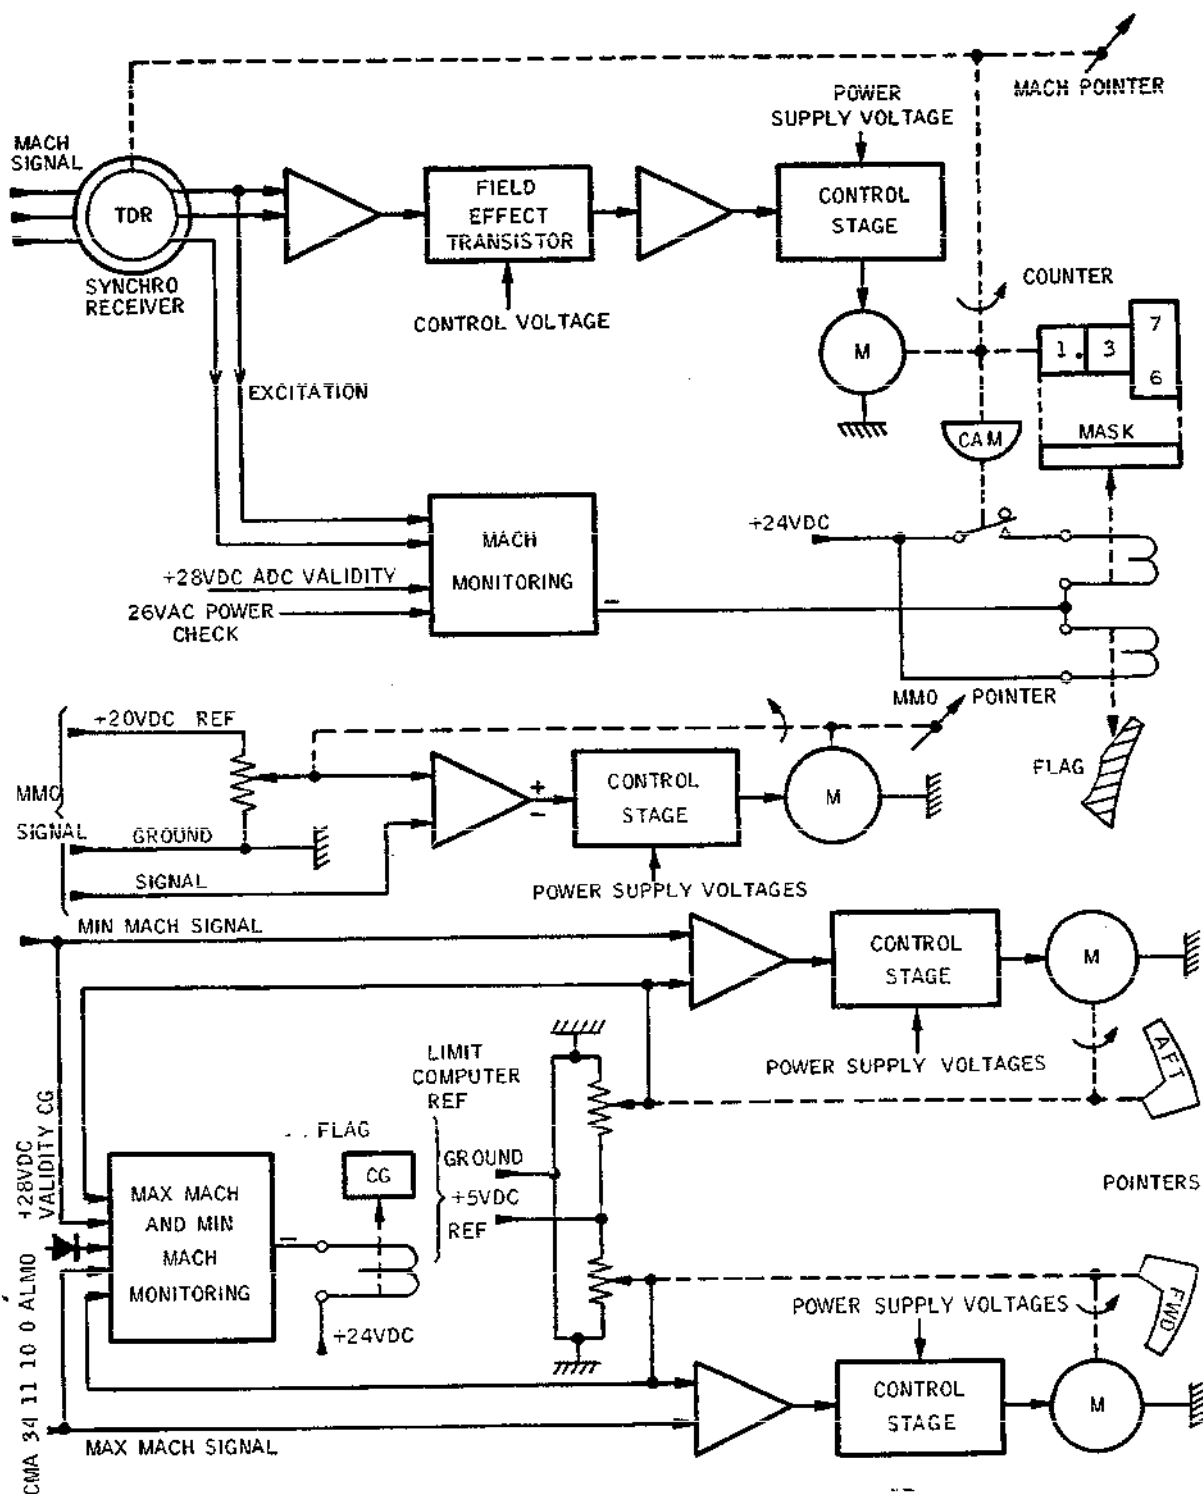 MACH POINTER
POWER
SUPPLY VOLTAGE
MACH
SIGNAL
TDR
SYNCHRO
RECEIVER
FIELD
EFFECT
TRANSISTOR
CONTROL VOLTAGE
CONTROL
STAGE
COUNTER
M
1.
3
7
6
EXCITATION
CAM
MASK
+24VDC
MACH
MONITORING
+28VDC ADC VALIDITY
26VAC POWER
CHECK
-
MMO POINTER
FLAG
+20VDC REF
MMO
SIGNAL
GROUND
SIGNAL
+
-
CONTROL
STAGE
M
POWER SUPPLY VOLTAGES
MIN MACH SIGNAL
CONTROL
STAGE
M
POWER SUPPLY VOLTAGES
AFT
LIMIT
COMPUTER
REF
GROUND
+5VDC
REF
+28VDC
VALIDITY CG
FLAG
CG
MAX MACH
AND MIN
MACH
MONITORING
-
+24VDC
POINTERS
POWER SUPPLY VOLTAGES
FWD
CONTROL
STAGE
M
MAX MACH SIGNAL
CMA 34 11 10 0 ALMO